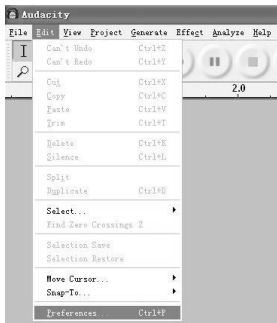 Audacity
File Edit View Project Generate Effect Analyze Help
Can't Undo Ctrl+Z
Can't Redo Ctrl+Y
Cut Ctrl+X
Copy Ctrl+C
Paste Ctrl+V
Trim Ctrl+T
Delete Ctrl+K
Silence Ctrl+L
Split
Duplicate Ctrl+D
Select...
Find Zero Crossings Z
Selection Save
Selection Restore
Move Cursor...
Snap-To...
Preferences... Ctrl+P
2.0